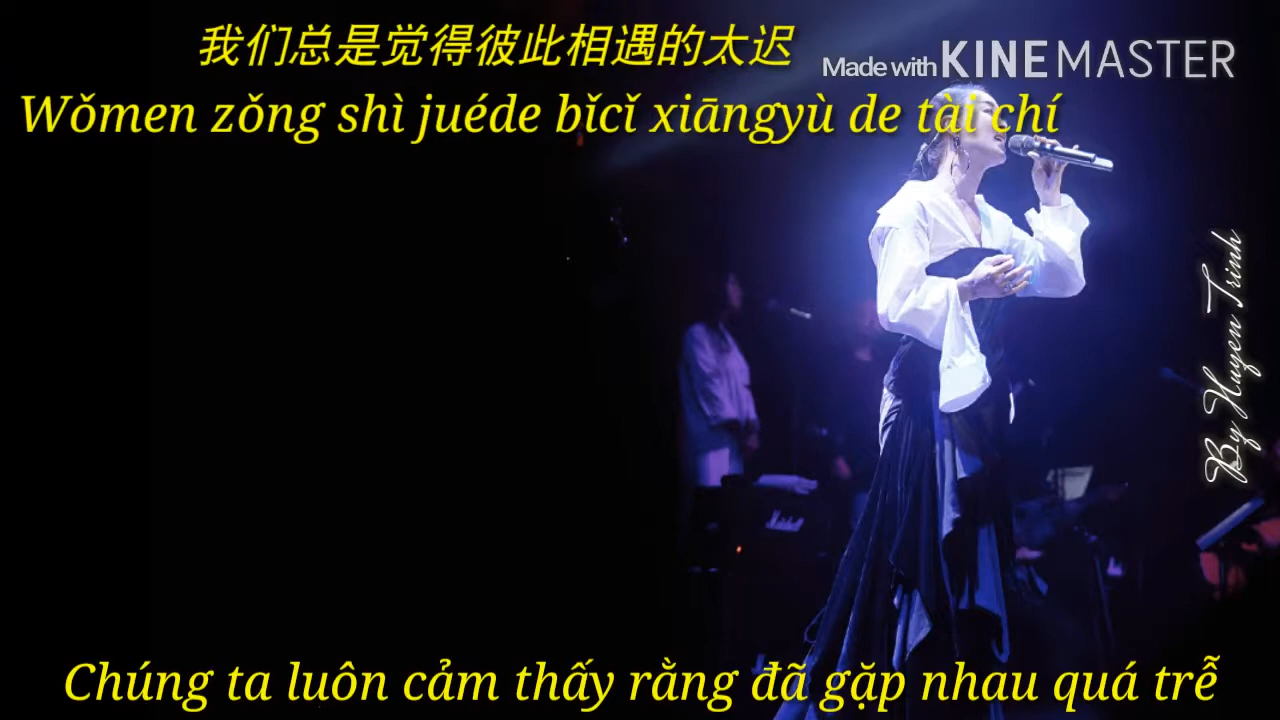 我们总是觉得彼此相遇的太迟
Made with KINEMASTER
Wǒmen zǒng shì juéde bǐcǐ xiāngyù de tài chí
By Huyen Trinh
Marshall
Chúng ta luôn cảm thấy rằng đã gặp nhau quá trễ